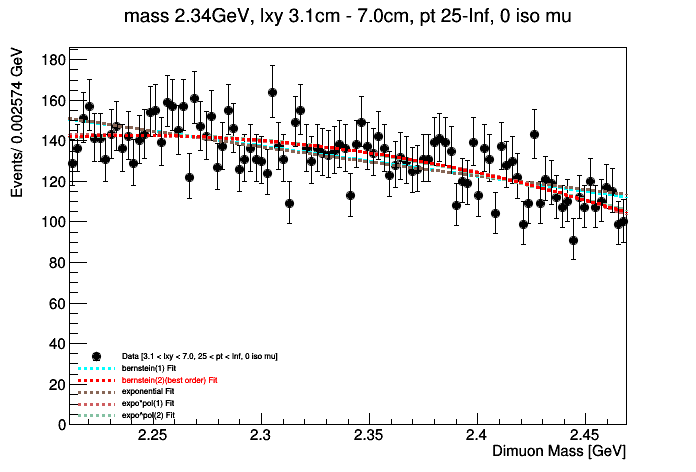 mass 2.34GeV, lxy 3.1cm - 7.0cm, pt 25-Inf, 0 iso mu
Events/ 0.002574 GeV
180
160
140
120
100
80
60
40
20
0
Data [3.1 < lxy < 7.0, 25 < pt < Inf, 0 iso mu]
bernstein(1) Fit
bernstein(2)(best order) Fit
exponential Fit
expo*pol(1) Fit
expo*pol(2) Fit
2.25
2.3
2.35
2.4
2.45
Dimuon Mass [GeV]